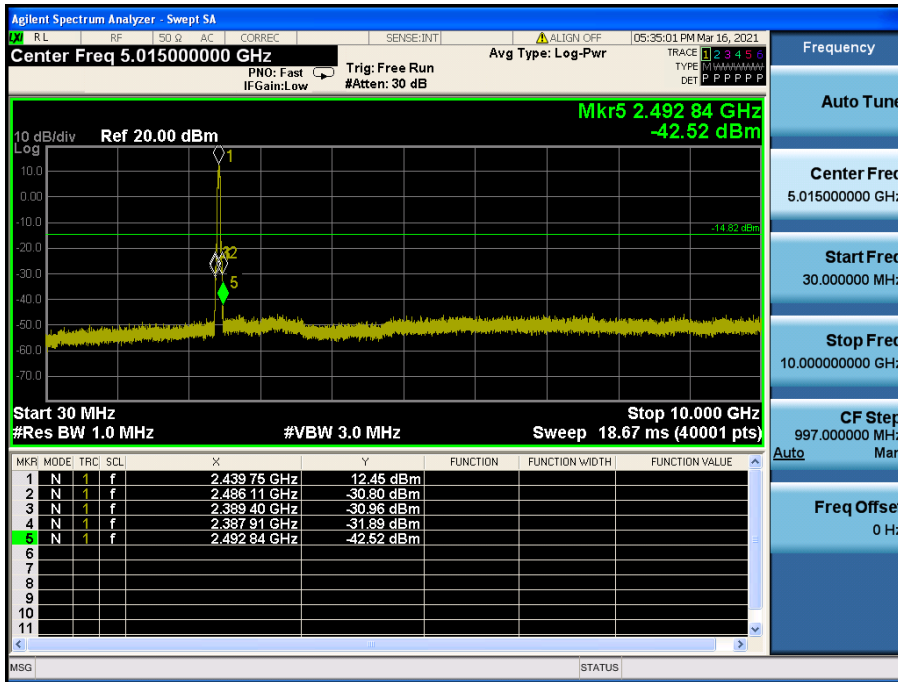 Agilent Spectrum Analyzer - Swept SA
LXI RL RF 50 Ω AC CORREC SENSE:INT ALIGN OFF 05:35:01 PM Mar 16, 2021
Center Freq 5.015000000 GHz
PNO: Fast
IFGain:Low
Trig: Free Run
#Atten: 30 dB
Avg Type: Log-Pwr
TRACE 1 2 3 4 5 6
TYPE M W W W W W
DET P P P P P P
Mkr5 2.492 84 GHz
-42.52 dBm
10 dB/div Ref 20.00 dBm
Log
10.0
0.00
-10.0
-20.0
-30.0
-40.0
-50.0
-60.0
-70.0
1
-14.82 dBm
2
5
Start 30 MHz Stop 10.000 GHz
#Res BW 1.0 MHz #VBW 3.0 MHz Sweep 18.67 ms (40001 pts)
MKR MODE TRC SCL X Y FUNCTION FUNCTION WIDTH FUNCTION VALUE
1 N 1 f 2.439 75 GHz 12.45 dBm
2 N 1 f 2.486 11 GHz -30.80 dBm
3 N 1 f 2.389 40 GHz -30.96 dBm
4 N 1 f 2.387 91 GHz -31.89 dBm
5 N 1 f 2.492 84 GHz -42.52 dBm
6
7
8
9
10
11
MSG STATUS
Frequency
Auto Tune
Center Freq
5.015000000 GHz
Start Freq
30.000000 MHz
Stop Freq
10.000000000 GHz
CF Step
997.000000 MHz
Auto Man
Freq Offset
0 Hz